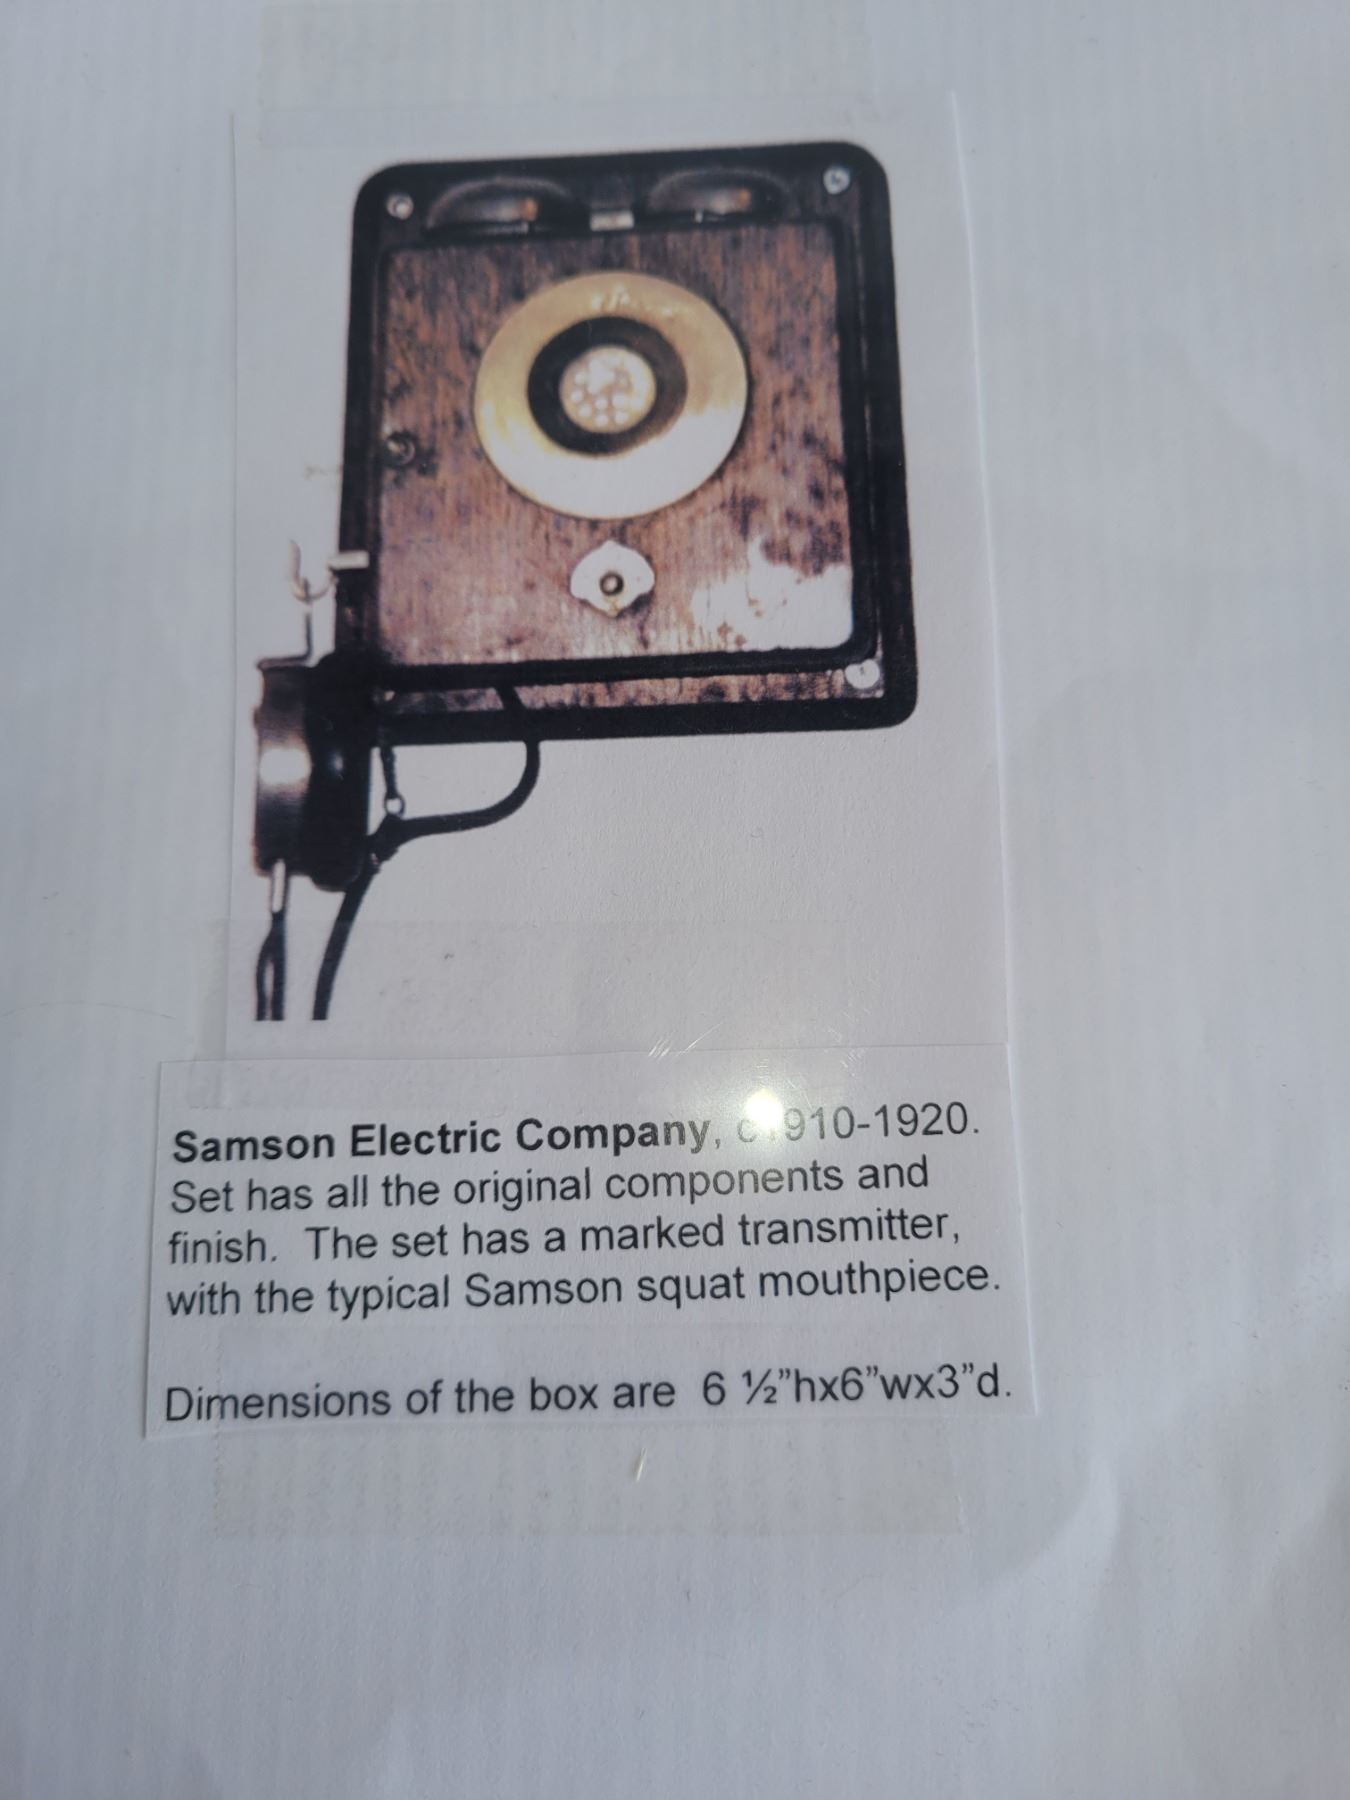 Samson Electric Company, c1910-1920.
Set has all the original components and
finish.  The set has a marked transmitter,
with the typical Samson squat mouthpiece.
Dimensions of the box are  6 ½”hx6”wx3”d.